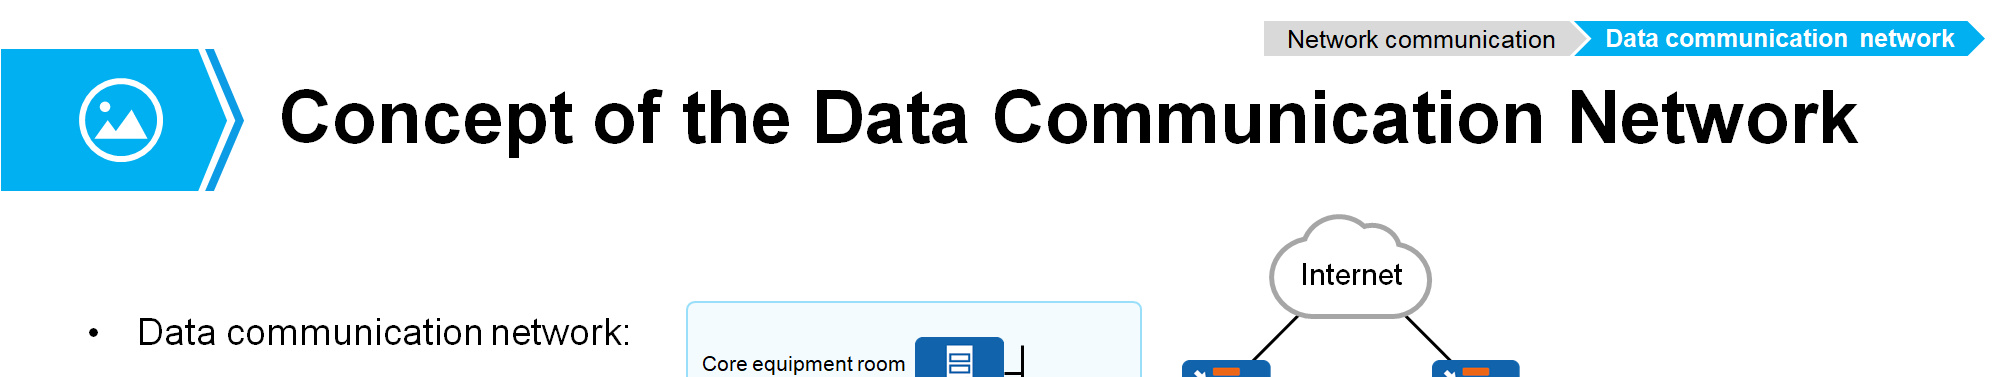 Network communication
Data communication network
Concept of the Data Communication Network
Internet
• Data communication network:
Core equipment room